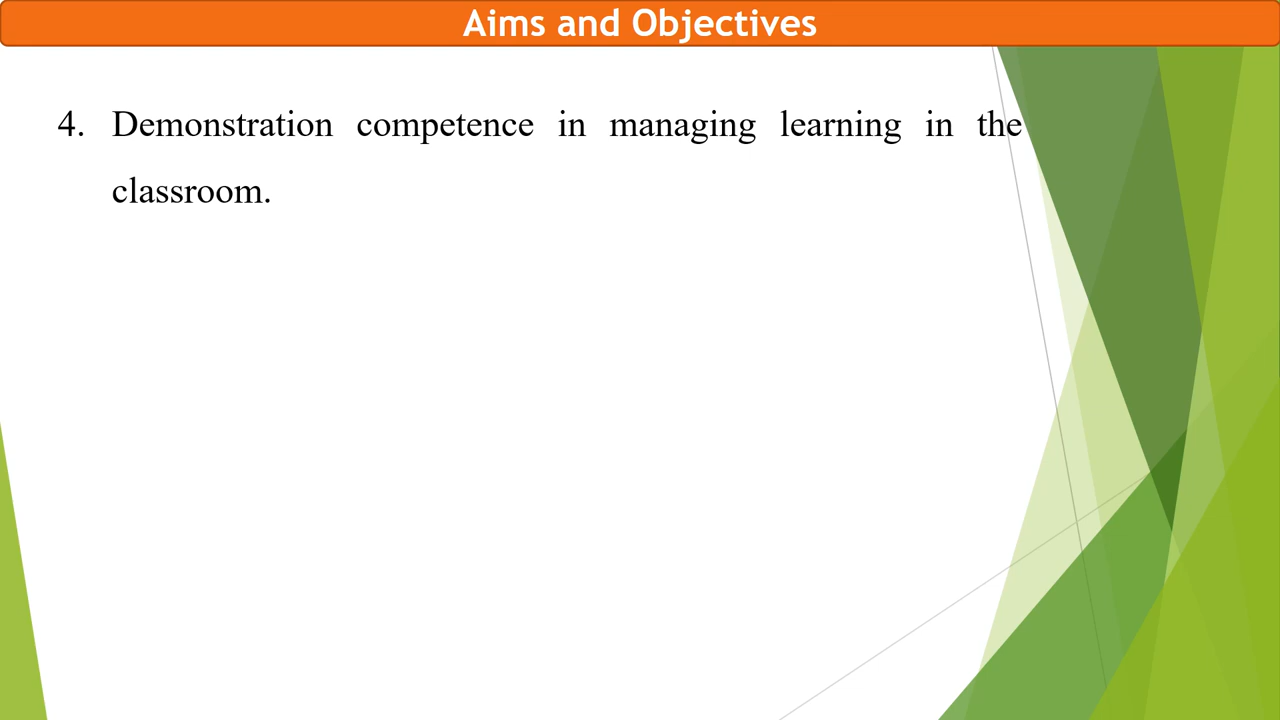 Aims and Objectives
4. Demonstration competence in managing learning in the
classroom.